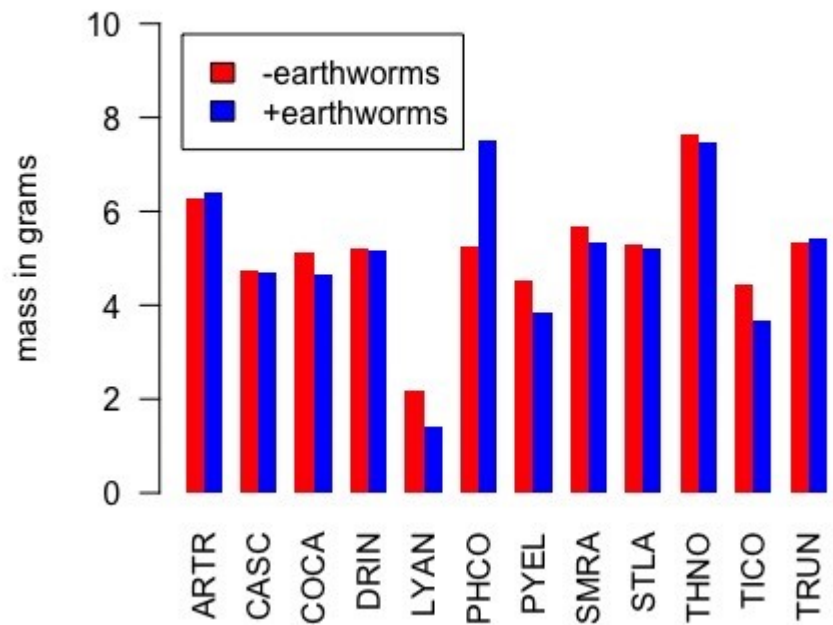 10
8
6
4
2
0
mass in grams
-earthworms
+earthworms
ARTR
CASC
COCA
DRIN
LYAN
PHCO
PYEL
SMRA
STLA
THNO
TICO
TRUN